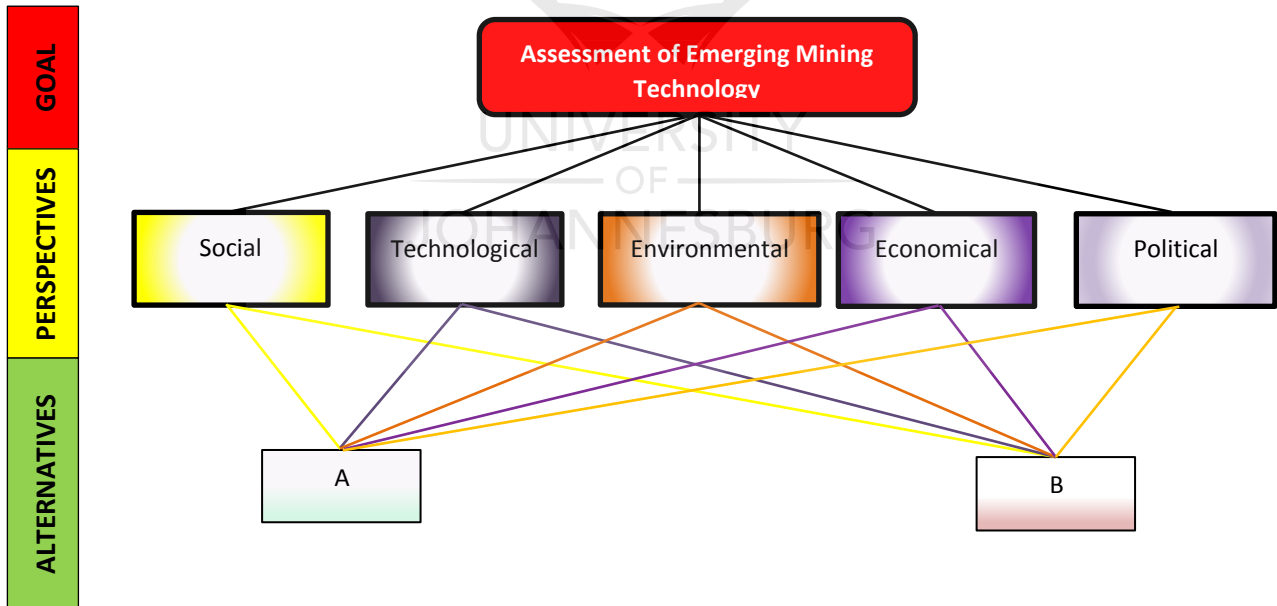 GOAL
Assessment of Emerging Mining
Technology
UNIVERSITY
OF
JOHANNESBURG
PERSPECTIVES
Social
Technological
Environmental
Economical
Political
ALTERNATIVES
A
B